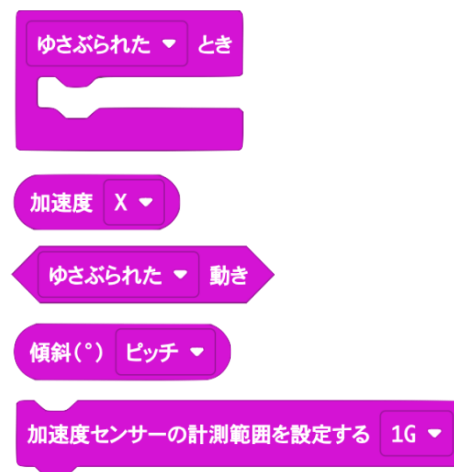 ゆさぶられた とき
加速度 X
ゆさぶられた 動き
傾斜(°) ピッチ
加速度センサーの計測範囲を設定する 1G